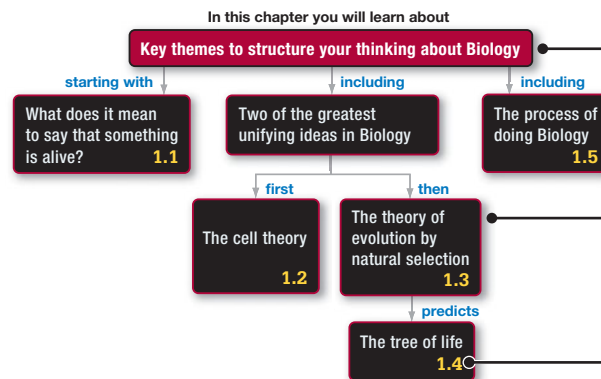 In this chapter you will learn about
Key themes to structure your thinking about Biology
starting with
including
including
What does it mean
to say that something
is alive? 1.1
Two of the greatest
unifying ideas in Biology
The process of
doing Biology
1.5
first
then
The cell theory
1.2
The theory of
evolution by
natural selection
1.3
predicts
The tree of life
1.4